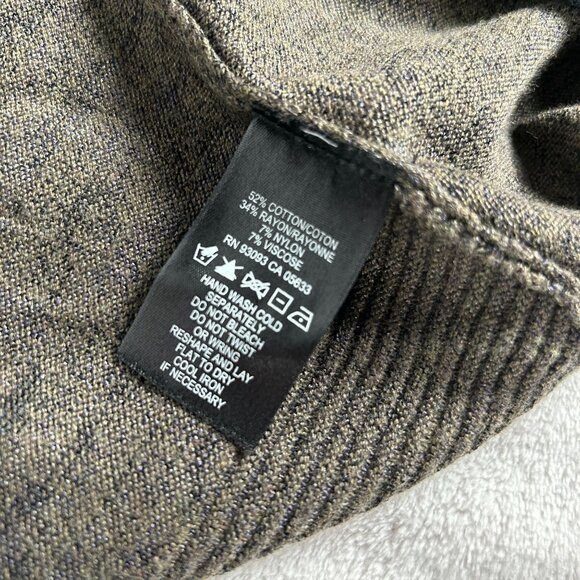 52% COTTON/COTON
34% RAYON/RAYONNE
7% NYLON
7% VISCOSE
RN 93093 CA 05633
HAND WASH COLD
SEPARATELY
DO NOT BLEACH
DO NOT TWIST
OR WRING
RESHAPE AND LAY
FLAT TO DRY
COOL IRON
IF NECESSARY